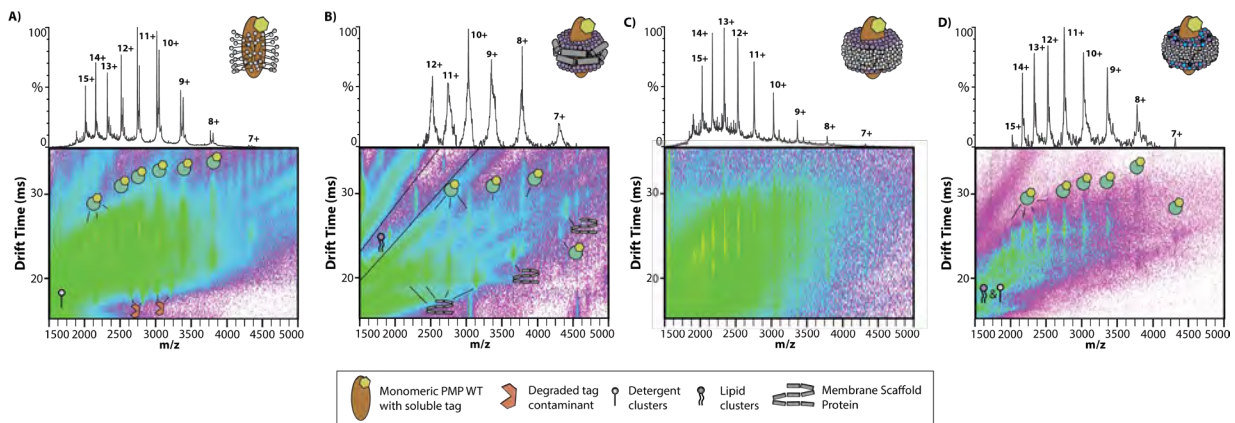 A)
B)
C)
D)
100
%
0
15+
14+
13+
12+
11+
10+
9+
8+
7+
100
%
0
12+
11+
10+
9+
8+
7+
100
%
0
15+
14+
13+
12+
11+
10+
9+
8+
7+
100
%
0
15+
14+
13+
12+
11+
10+
9+
8+
7+
Drift Time (ms)
30
20
1500 2000 2500 3000 3500 4000 4500 5000
m/z
Drift Time (ms)
30
20
1500 2000 2500 3000 3500 4000 4500 5000
m/z
Drift Time (ms)
30
20
1500 2000 2500 3000 3500 4000 4500 5000
m/z
Drift Time (ms)
30
20
&
1500 2000 2500 3000 3500 4000 4500 5000
m/z
Monomeric PMP WT
with soluble tag
Degraded tag
contaminant
Detergent
clusters
Lipid
clusters
Membrane Scaffold
Protein